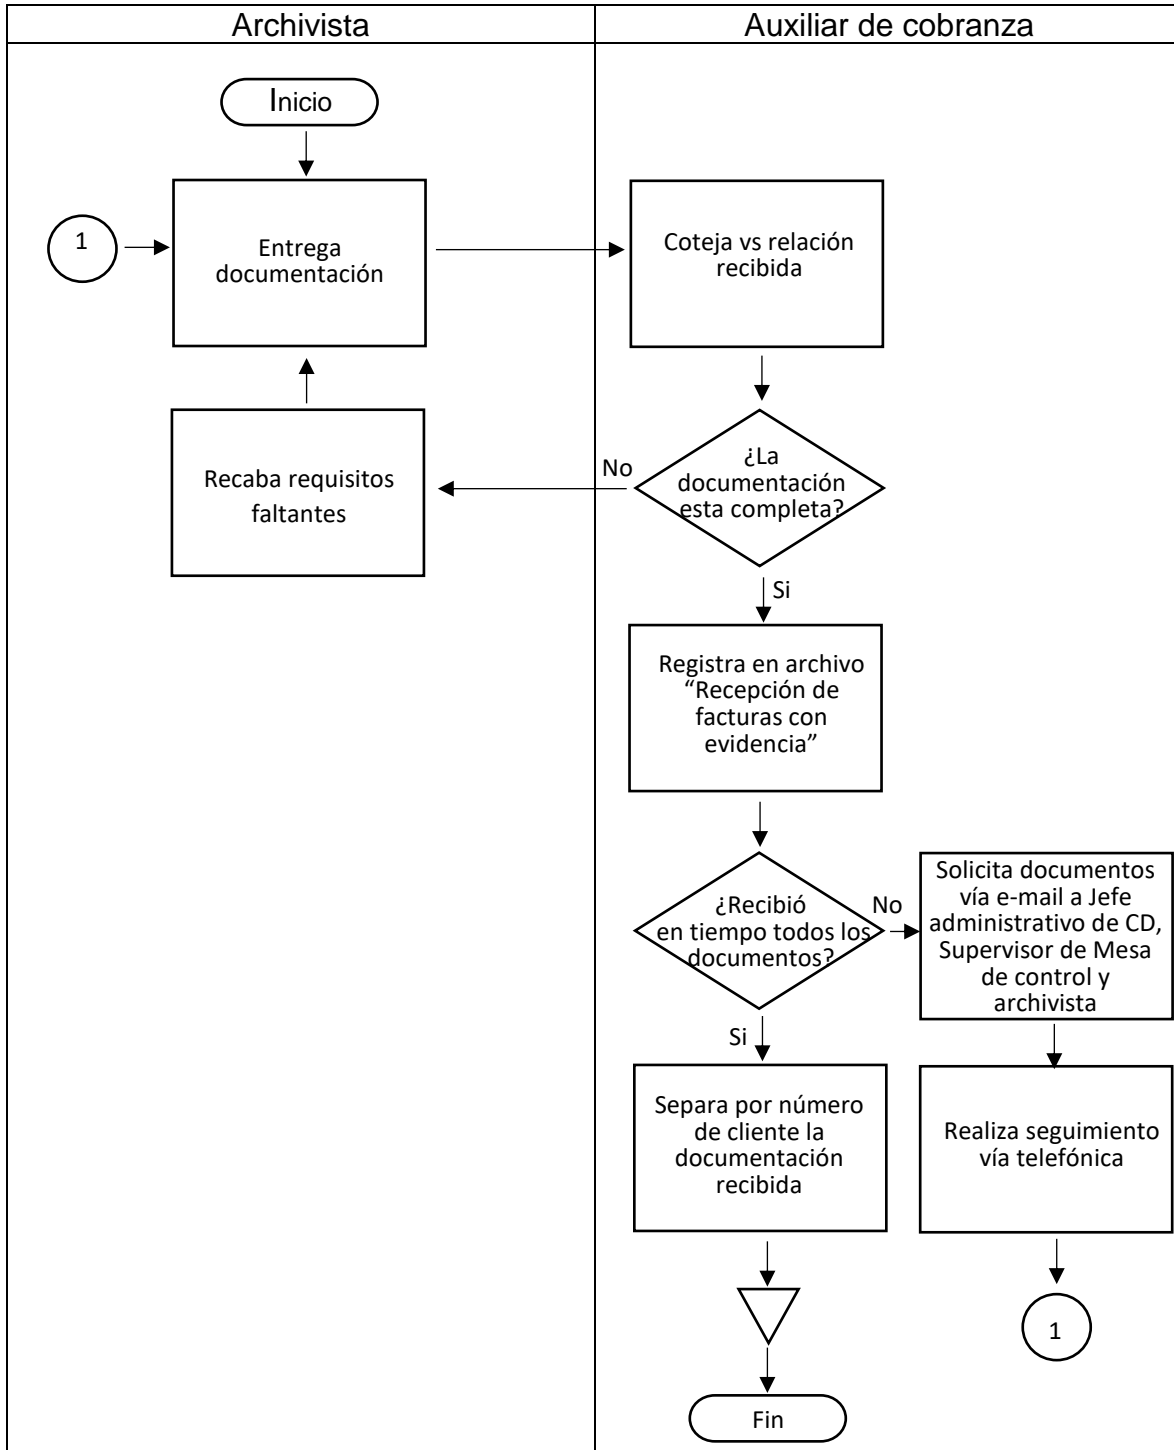 Archivista
Auxiliar de cobranza
Inicio
1
Entrega
documentación
Coteja vs relación
recibida
Recaba requisitos
faltantes
No
¿La
documentación
esta completa?
Si
Registra en archivo
“Recepción de
facturas con
evidencia”
¿Recibió
en tiempo todos los
documentos?
No
Solicita documentos
vía e-mail a Jefe
administrativo de CD,
Supervisor de Mesa
de control y
archivista
Si
Separa por número
de cliente la
documentación
recibida
Realiza seguimiento
vía telefónica
1
Fin